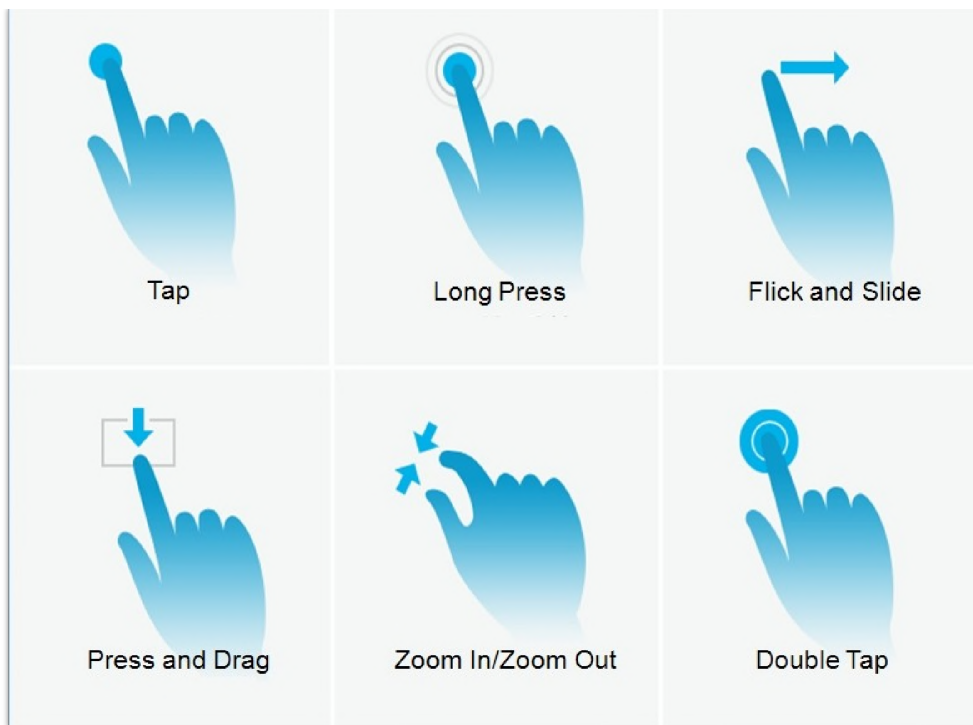 Tap
Long Press
Flick and Slide
Press and Drag
Zoom In/Zoom Out
Double Tap